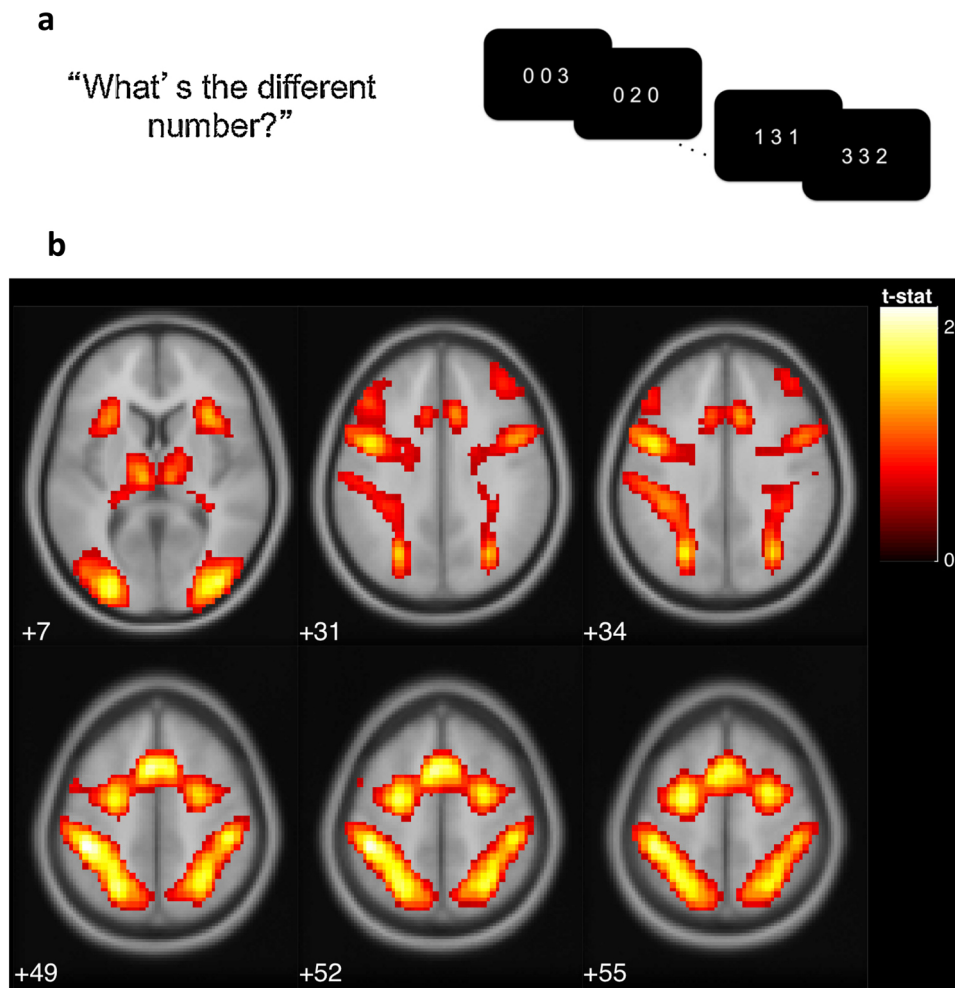 a
“What’ s the different
number?”
0 0 3
0 2 0
. . .
1 3 1
3 3 2
b
t-stat
2
0
+7
+31
+34
+49
+52
+55